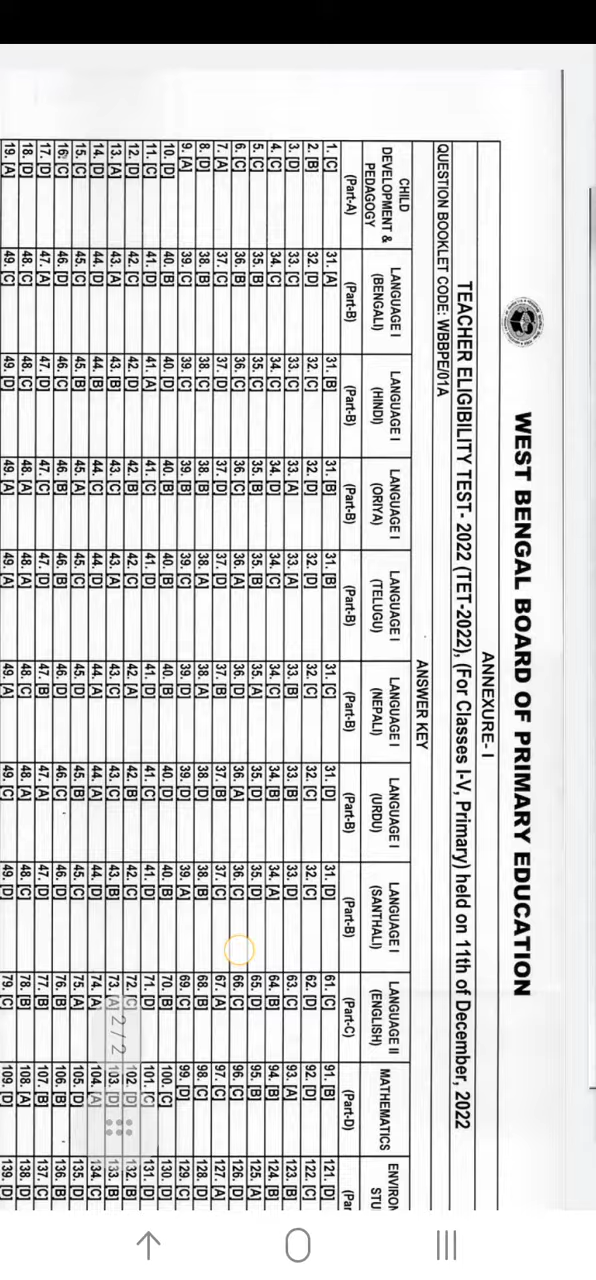 WEST BENGAL BOARD OF PRIMARY EDUCATION
ANNEXURE- I
TEACHER ELIGIBILITY TEST- 2022 (TET-2022), (For Classes I-V, Primary) held on 11th of December, 2022
QUESTION BOOKLET CODE: WBBPE/01A
ANSWER KEY
CHILD DEVELOPMENT & PEDAGOGY LANGUAGE I (BENGALI) LANGUAGE I (HINDI) LANGUAGE I (ORIYA) LANGUAGE I (TELUGU) LANGUAGE I (NEPALI) LANGUAGE I (URDU) LANGUAGE I (SANTHALI) LANGUAGE II (ENGLISH) MATHEMATICS ENVIRON STU
(Part-A) (Part-B) (Part-B) (Part-B) (Part-B) (Part-B) (Part-B) (Part-B) (Part-C) (Part-D) (Par
1. [C] 31. [A] 31. [B] 31. [B] 31. [B] 31. [C] 31. [D] 31. [D] 61. [C] 91. [B] 121. [D]
2. [B] 32. [D] 32. [C] 32. [D] 32. [D] 32. [C] 32. [C] 32. [C] 62. [D] 92. [D] 122. [C]
3. [D] 33. [C] 33. [C] 33. [A] 33. [A] 33. [B] 33. [B] 33. [D] 63. [C] 93. [A] 123. [B]
4. [C] 34. [C] 34. [C] 34. [D] 34. [C] 34. [C] 34. [B] 34. [A] 64. [B] 94. [B] 124. [B]
5. [C] 35. [B] 35. [C] 35. [B] 35. [B] 35. [A] 35. [D] 35. [D] 65. [D] 95. [B] 125. [A]
6. [C] 36. [B] 36. [C] 36. [C] 36. [A] 36. [D] 36. [A] 36. [C] 66. [C] 96. [C] 126. [D]
7. [A] 37. [C] 37. [D] 37. [D] 37. [D] 37. [B] 37. [B] 37. [C] 67. [A] 97. [C] 127. [A]
8. [D] 38. [B] 38. [C] 38. [B] 38. [A] 38. [A] 38. [D] 38. [B] 68. [B] 98. [C] 128. [D]
9. [A] 39. [C] 39. [C] 39. [B] 39. [C] 39. [D] 39. [D] 39. [A] 69. [C] 99. [D] 129. [C]
10. [D] 40. [B] 40. [D] 40. [B] 40. [B] 40. [B] 40. [D] 40. [B] 70. [B] 100. [C] 130. [D]
11. [C] 41. [D] 41. [A] 41. [C] 41. [D] 41. [D] 41. [C] 41. [D] 71. [D] 101. [C] 131. [D]
12. [D] 42. [C] 42. [D] 42. [B] 42. [C] 42. [A] 42. [B] 42. [C] 72. [C] 102. [D] 132. [B]
13. [A] 43. [A] 43. [B] 43. [C] 43. [A] 43. [C] 43. [C] 43. [B] 73. [A] 103. [D] 133. [B]
14. [D] 44. [D] 44. [B] 44. [C] 44. [D] 44. [A] 44. [A] 44. [D] 74. [A] 104. [A] 134. [C]
15. [C] 45. [C] 45. [B] 45. [A] 45. [C] 45. [D] 45. [B] 45. [C] 75. [A] 105. [D] 135. [D]
16. [C] 46. [D] 46. [C] 46. [B] 46. [B] 46. [D] 46. [C] 46. [D] 76. [B] 106. [B] 136. [B]
17. [D] 47. [A] 47. [D] 47. [C] 47. [D] 47. [B] 47. [A] 47. [D] 77. [B] 107. [B] 137. [C]
18. [D] 48. [C] 48. [C] 48. [A] 48. [A] 48. [C] 48. [A] 48. [C] 78. [B] 108. [A] 138. [D]
19. [A] 49. [C] 49. [D] 49. [A] 49. [A] 49. [A] 49. [C] 49. [D] 79. [C] 109. [D] 139. [D]
2 / 2